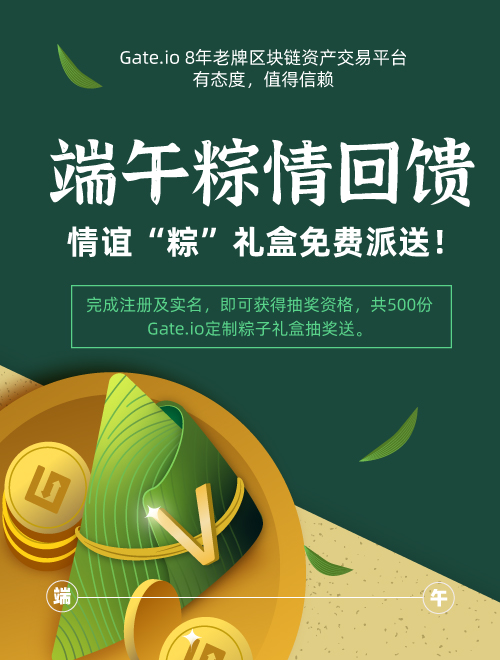 Gate.io 8年老牌区块链资产交易平台
有态度，值得信赖
端午粽情回馈
情谊“粽”礼盒免费派送！
完成注册及实名，即可获得抽奖资格，共500份
Gate.io定制粽子礼盒抽奖送。
端
午